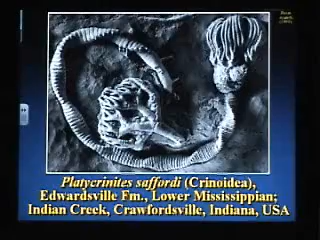 Platycrinites saffordi (Crinoidea),
Edwardsville Fm., Lower Mississippian;
Indian Creek, Crawfordsville, Indiana, USA